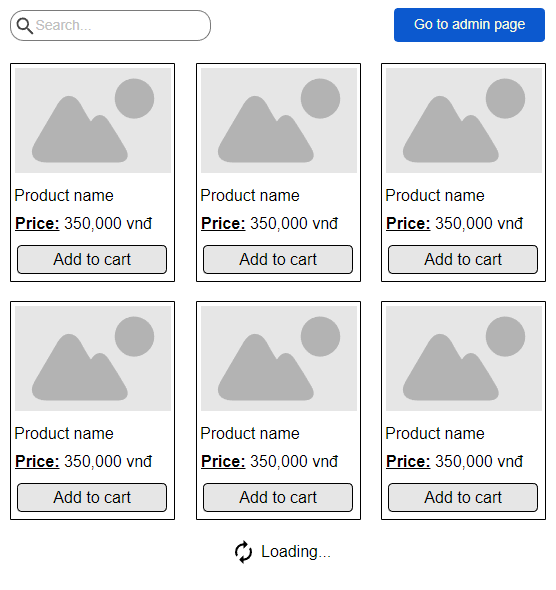 Search...
Go to admin page
Product name
Product name
Product name
Price: 350,000 vnđ
Price: 350,000 vnđ
Price: 350,000 vnđ
Add to cart
Add to cart
Add to cart
Product name
Product name
Product name
Price: 350,000 vnđ
Price: 350,000 vnđ
Price: 350,000 vnđ
Add to cart
Add to cart
Add to cart
Loading...